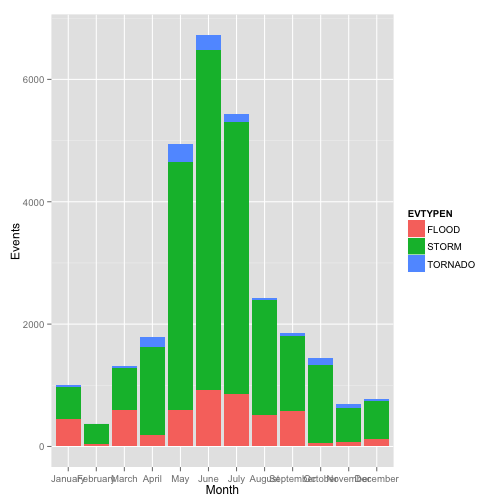 6000
4000
2000
0
Events
January February March April May June July August September October November December
Month
EVTYPEN
FLOOD
STORM
TORNADO